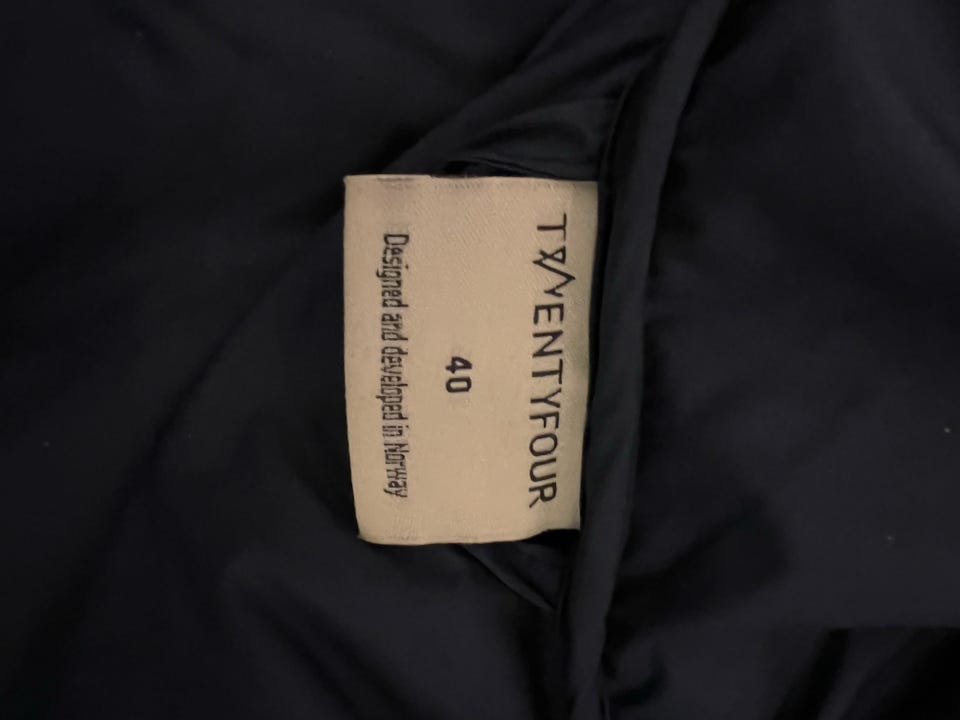 TWENTYFOUR
40
Designed and developed in Norway